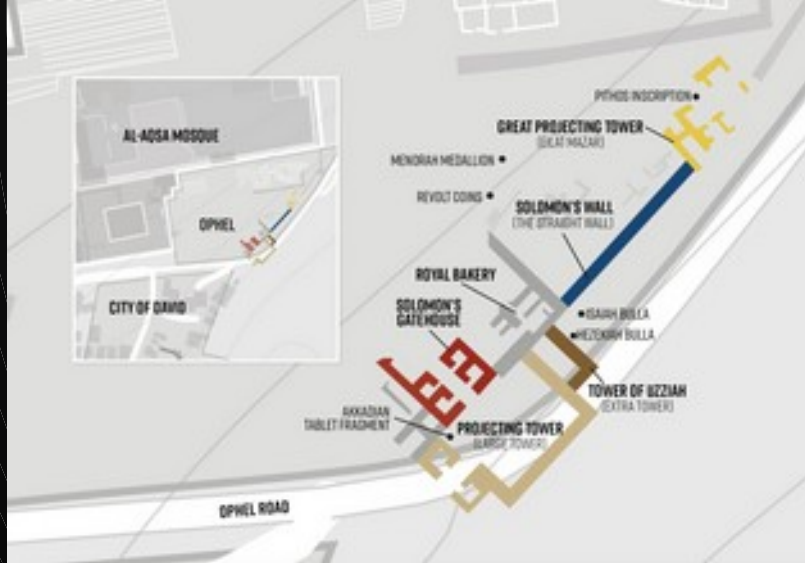 PITHOS INSCRIPTION
GREAT PROJECTING TOWER
(EILAT MAZAR)
MENORAH MEDALLION
REVOLT COINS
SOLOMON'S WALL
(THE STRAIGHT WALL)
AL-AQSA MOSQUE
OPHEL
CITY OF DAVID
ROYAL BAKERY
SOLOMON'S
GATEHOUSE
ISAIAH BULLA
HEZEKIAH BULLA
TOWER OF UZZIAH
(EXTRA TOWER)
AKKADIAN
TABLET FRAGMENT
PROJECTING TOWER
(LARGE TOWER)
OPHEL ROAD